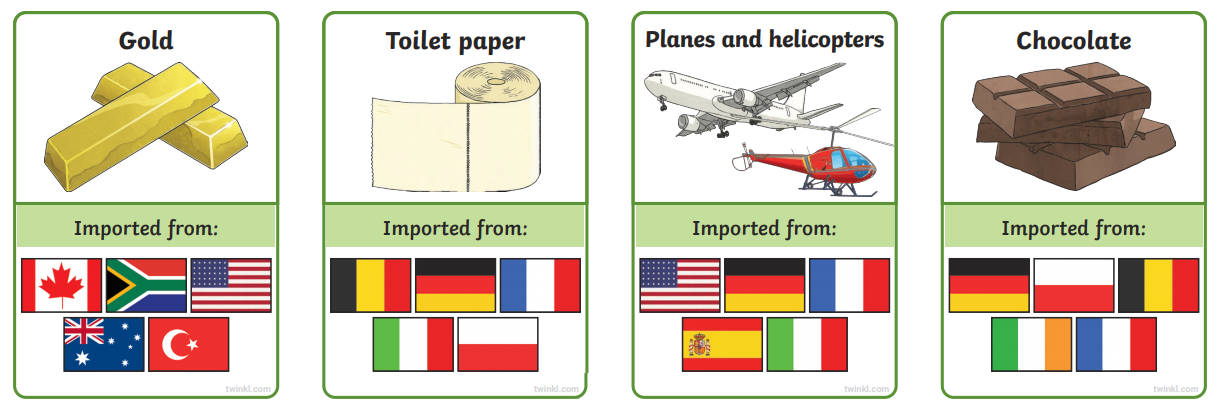 Gold
Imported from:
twinkl.com
Toilet paper
Imported from:
twinkl.com
Planes and helicopters
Imported from:
twinkl.com
Chocolate
Imported from:
twinkl.com